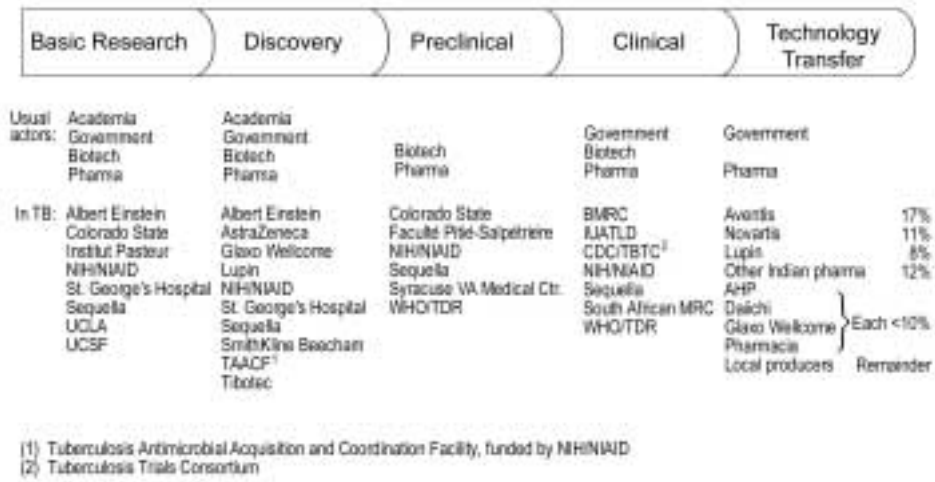 Basic Research
Discovery
Preclinical
Clinical
Technology
Transfer
Usual
actors:
Academia
Government
Biotech
Pharma
Academia
Government
Biotech
Pharma
Biotech
Pharma
Government
Biotech
Pharma
Government
Pharma
In TB:
Albert Einstein
Colorado State
Institut Pasteur
NIH/NIAID
St. George's Hospital
Sequella
UCLA
UCSF
Albert Einstein
AstraZeneca
Glaxo Wellcome
Lupin
NIH/NIAID
St. George's Hospital
Sequella
SmithKline Beecham
TAACF1
Tibotec
Colorado State
Faculté Pitié-Salpétrière
NIH/NIAID
Sequella
Syracuse VA Medical Ctr.
WHO/TDR
BMRC
IUATLD
CDC/TBTC2
NIH/NIAID
Sequella
South African MRC
WHO/TDR
Aventis 17%
Novartis 11%
Lupin 8%
Other Indian pharma 12%
AHP
Daiichi
Glaxo Wellcome
Pharmacia
Each <10%
Local producers Remainder
(1) Tuberculosis Antimicrobial Acquisition and Coordination Facility, funded by NIH/NIAID
(2) Tuberculosis Trials Consortium